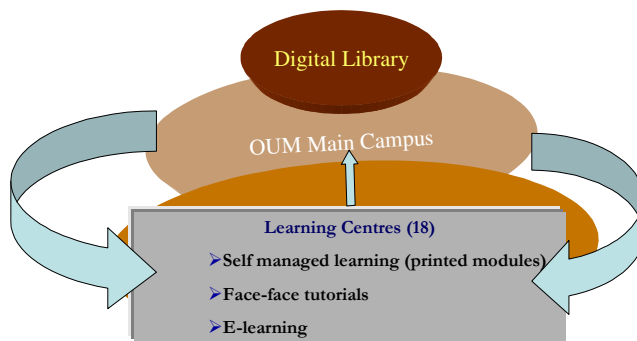 Digital Library
OUM Main Campus
Learning Centres (18)
➢Self managed learning (printed modules)
➢Face-face tutorials
➢E-learning